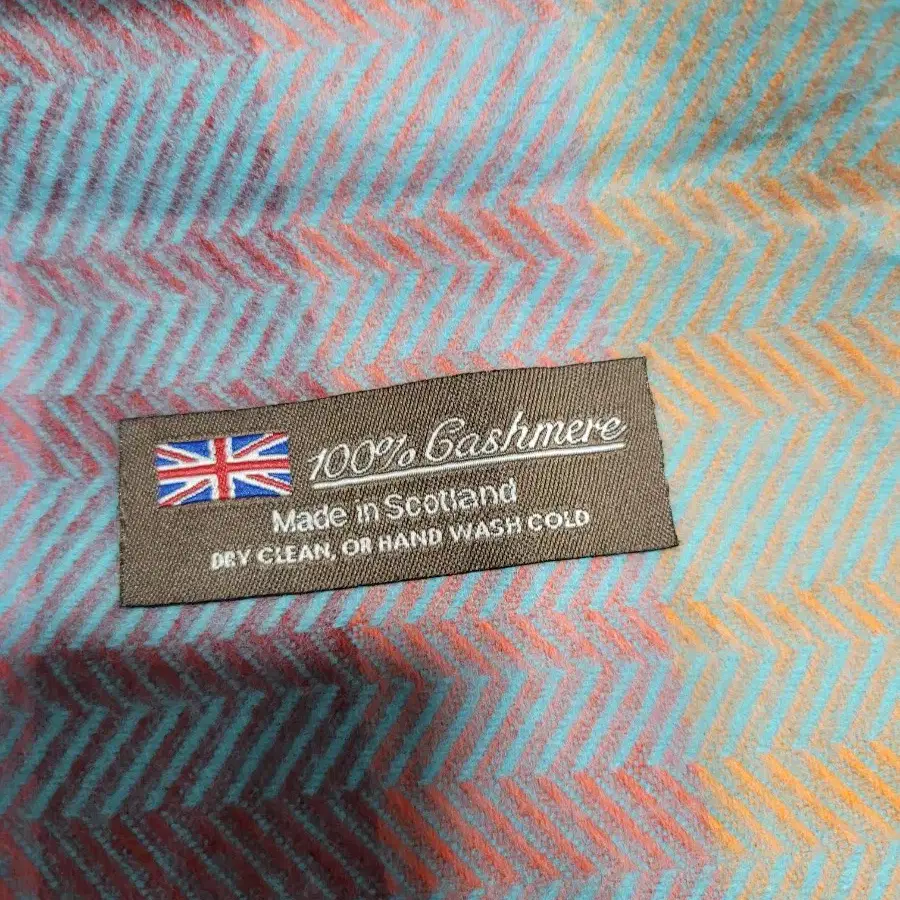 100% Cashmere
Made in Scotland
DRY CLEAN, OR HAND WASH COLD